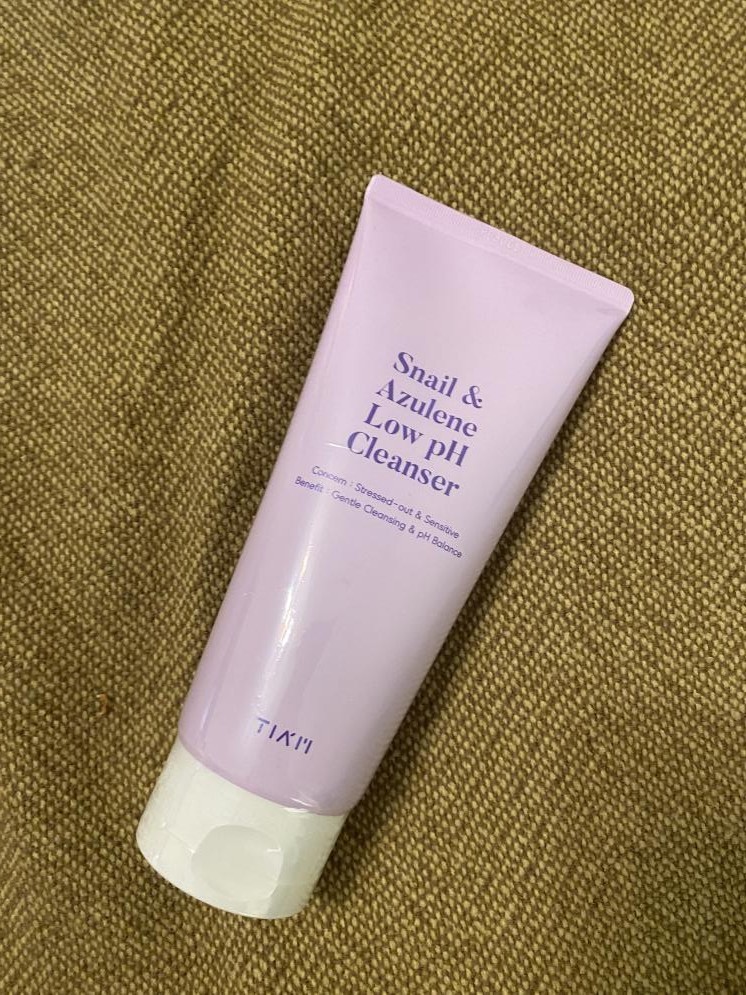 Snail &
Azulene
Low pH
Cleanser
Concern : Stressed-out & Sensitive
Benefit : Gentle Cleansing & pH Balance
TIA'M